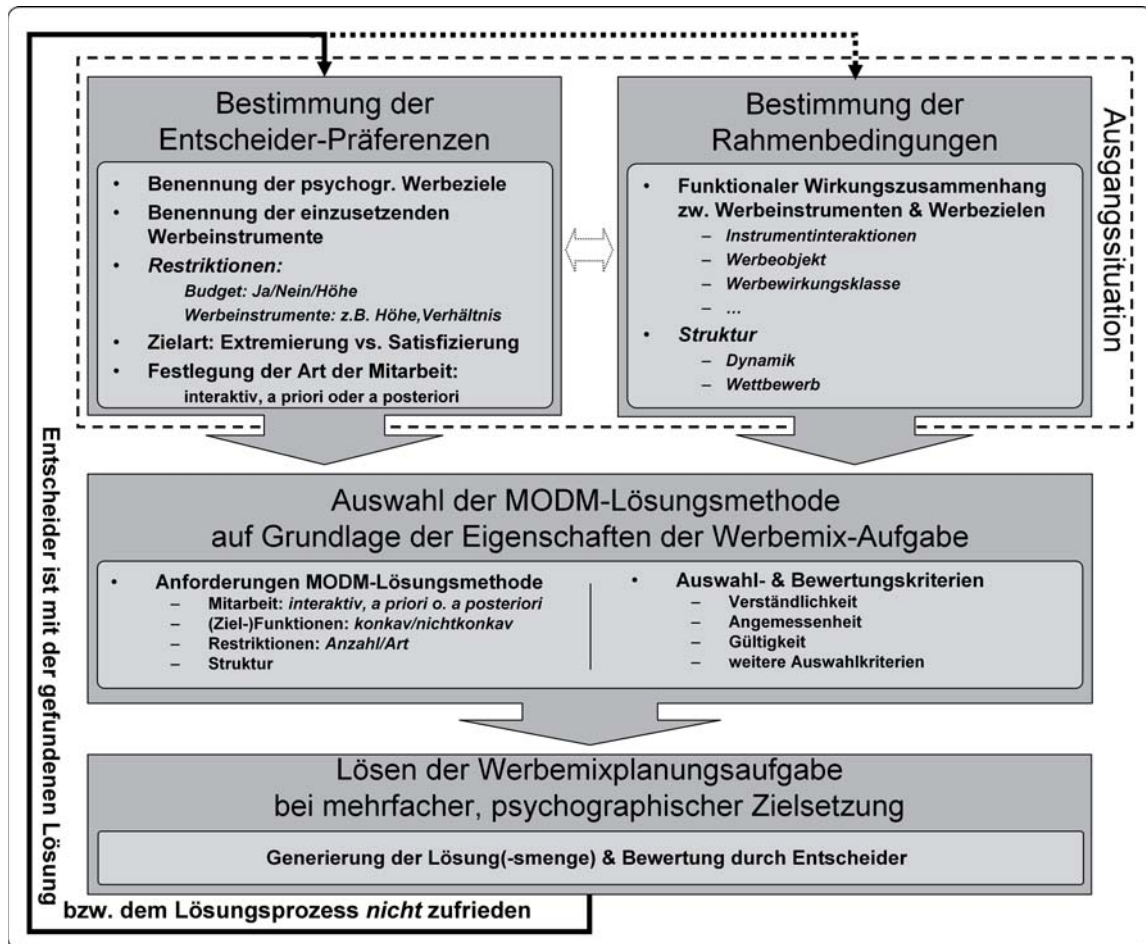 Bestimmung der
Entscheider-Präferenzen
• Benennung der psychogr. Werbeziele
• Benennung der einzusetzenden
Werbeinstrumente
• Restriktionen:
Budget: Ja/Nein/Höhe
Werbeinstrumente: z.B. Höhe,Verhältnis
• Zielart: Extremierung vs. Satisfizierung
• Festlegung der Art der Mitarbeit:
interaktiv, a priori oder a posteriori
Bestimmung der
Rahmenbedingungen
• Funktionaler Wirkungszusammenhang
zw. Werbeinstrumenten & Werbezielen
– Instrumentinteraktionen
– Werbeobjekt
– Werbewirkungsklasse
– ...
• Struktur
– Dynamik
– Wettbewerb
Ausgangssituation
Auswahl der MODM-Lösungsmethode
auf Grundlage der Eigenschaften der Werbemix-Aufgabe
• Anforderungen MODM-Lösungsmethode
– Mitarbeit: interaktiv, a priori o. a posteriori
– (Ziel-)Funktionen: konkav/nichtkonkav
– Restriktionen: Anzahl/Art
– Struktur
• Auswahl- & Bewertungskriterien
– Verständlichkeit
– Angemessenheit
– Gültigkeit
– weitere Auswahlkriterien
Lösen der Werbemixplanungsaufgabe
bei mehrfacher, psychographischer Zielsetzung
Generierung der Lösung(-smenge) & Bewertung durch Entscheider
Entscheider ist mit der gefundenen Lösung
bzw. dem Lösungsprozess nicht zufrieden